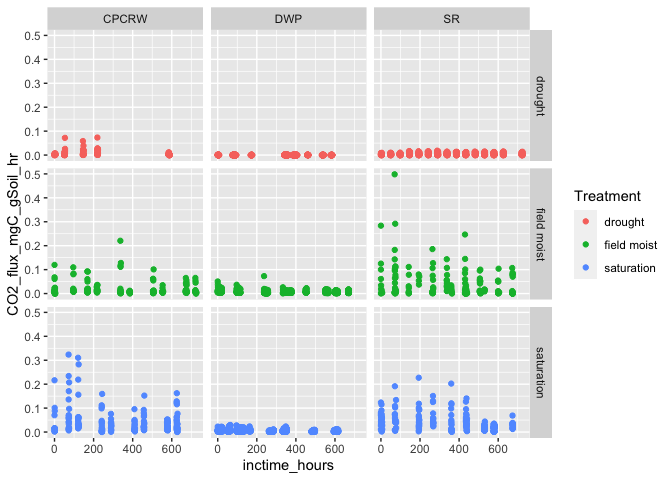 CPCRW DWP SR
0.5
0.4
0.3
0.2
0.1
0.0
drought
0.5
0.4
0.3
0.2
0.1
0.0
field moist
0.5
0.4
0.3
0.2
0.1
0.0
saturation
0 200 400 600 0 200 400 600 0 200 400 600
inctime_hours
CO2_flux_mgC_gSoil_hr
Treatment
drought
field moist
saturation